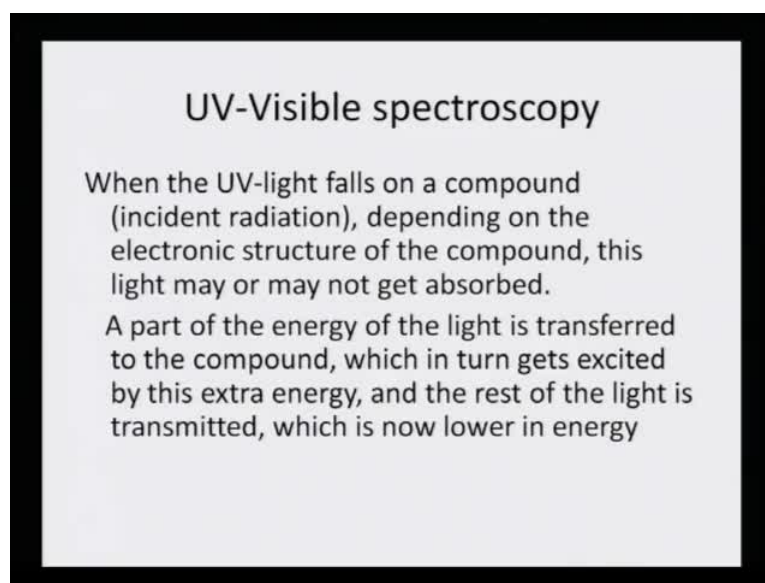 UV-Visible spectroscopy
When the UV-light falls on a compound
(incident radiation), depending on the
electronic structure of the compound, this
light may or may not get absorbed.
A part of the energy of the light is transferred
to the compound, which in turn gets excited
by this extra energy, and the rest of the light is
transmitted, which is now lower in energy